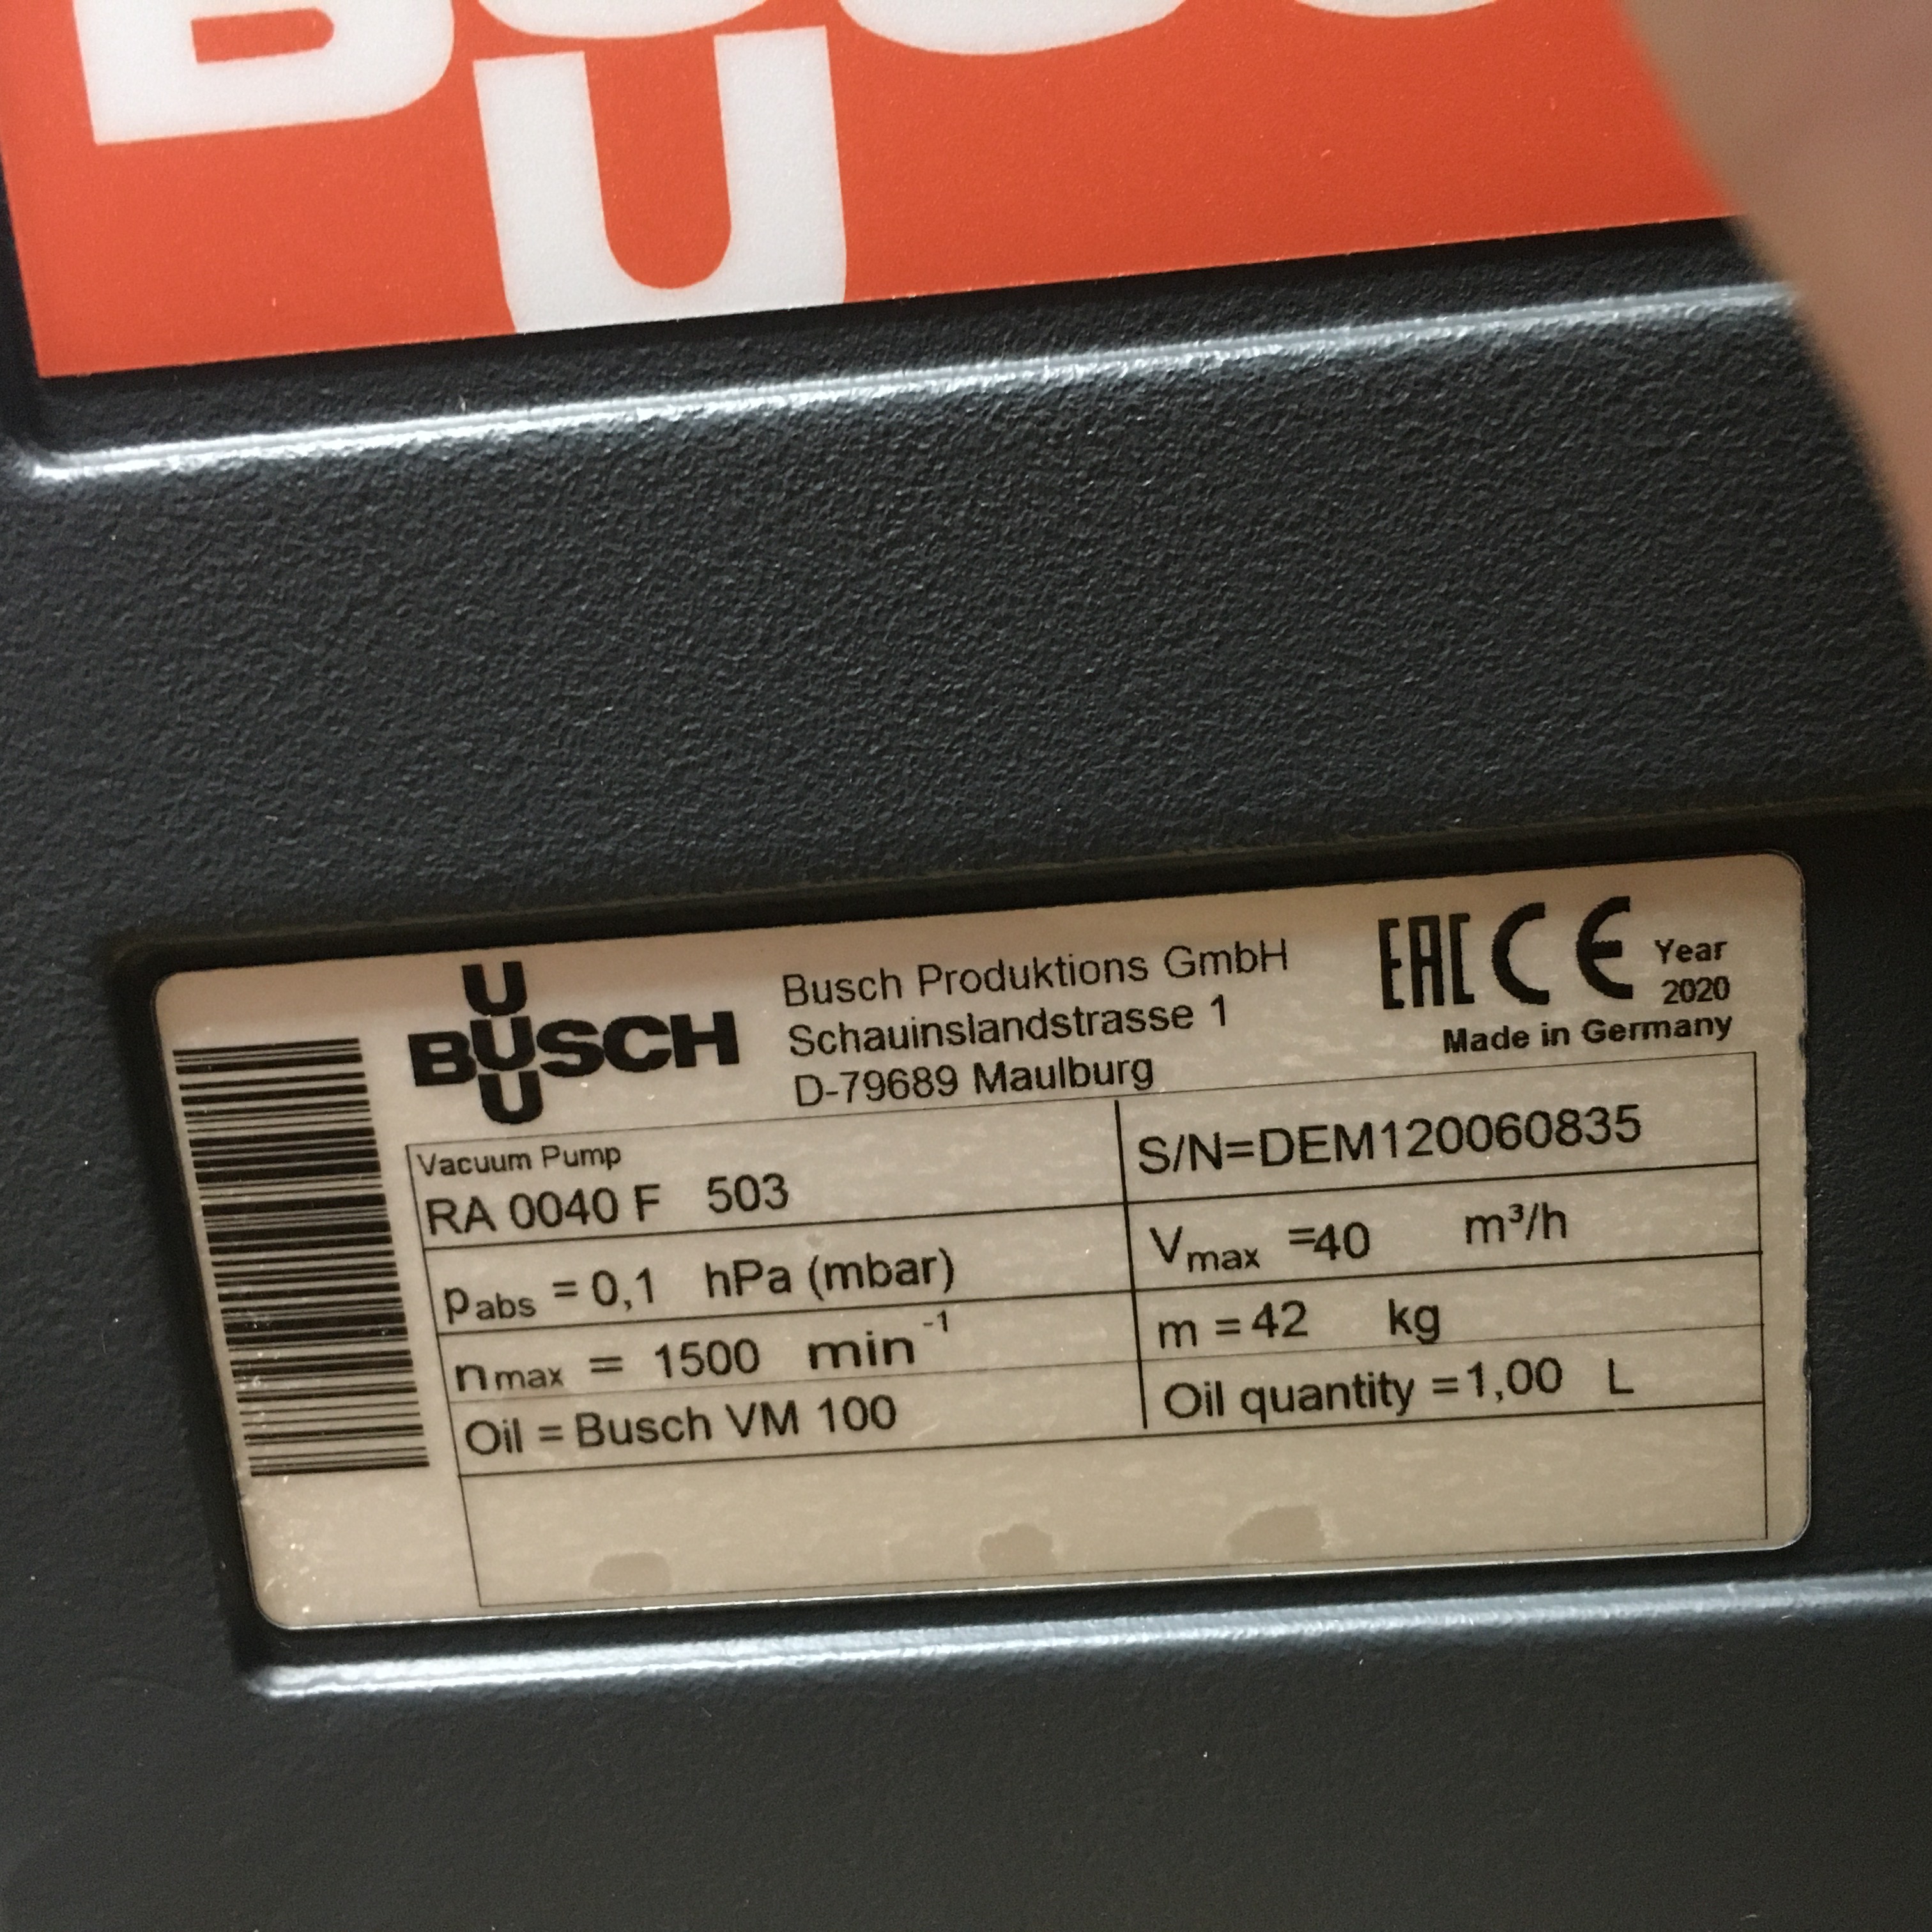 BUSCH
U
U
BUSCH
U
Busch Produktions GmbH
Schauinslandstrasse 1
D-79689 Maulburg
EAC CE
Year
2020
Made in Germany
Vacuum Pump
RA 0040 F 503
S/N=DEM120060835
pabs = 0,1 hPa (mbar)
Vmax =40 m³/h
nmax = 1500 min-1
m = 42 kg
Oil = Busch VM 100
Oil quantity =1,00 L